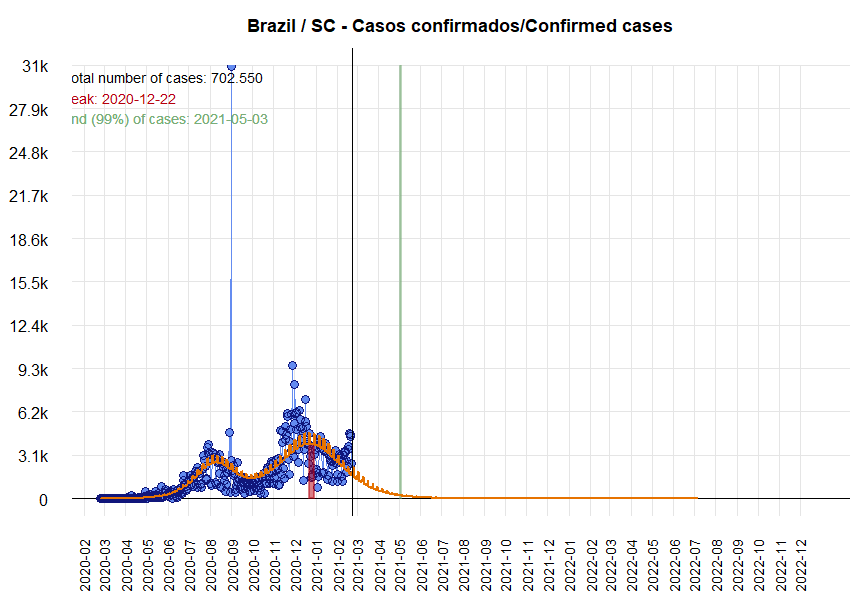 Brazil / SC - Casos confirmados/Confirmed cases
31k
otal number of cases: 702.550
eak: 2020-12-22
27.9k
nd (99%) of cases: 2021-05-03
24.8k
21.7k
18.6k
15.5k
12.4k
9.3k
6.2k
3.1k
0
2020-02
2020-03
2020-04
2020-05
2020-06
2020-07
2020-08
2020-09
2020-10
2020-11
2020-12
2021-01
2021-03
2021-04
2021-05
2021-06
2021-07
2021-08
2021-09
2021-10
2021-11
2021-12
2022-01
2022-02
2022-03
2022-04
2022-05
2022-06
2022-07
2022-08
2022-09
2022-10
2022-11
2022-12